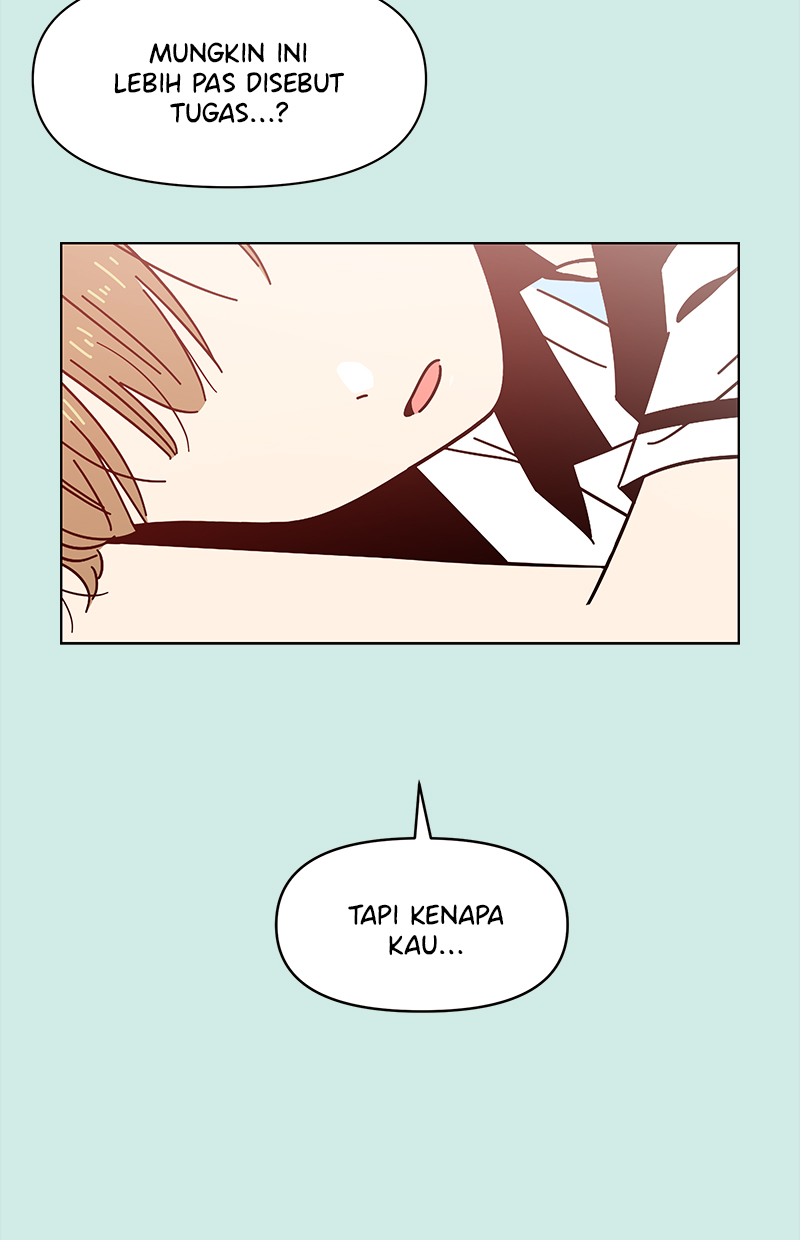 MUNGKIN INI
LEBIH PAS DISEBUT
TUGAS...?
TAPI KENAPA
KAU...